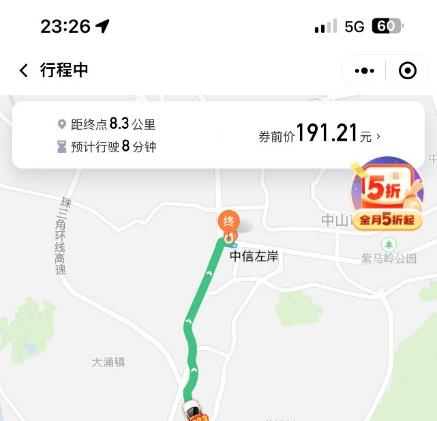 23:26
5G
60
行程中
距终点8.3公里
预计行驶8分钟
券前价191.21元
起
5折
全月5折起
珠三角环线高速
终
中山
紫马岭公园
中信左岸
大涌镇